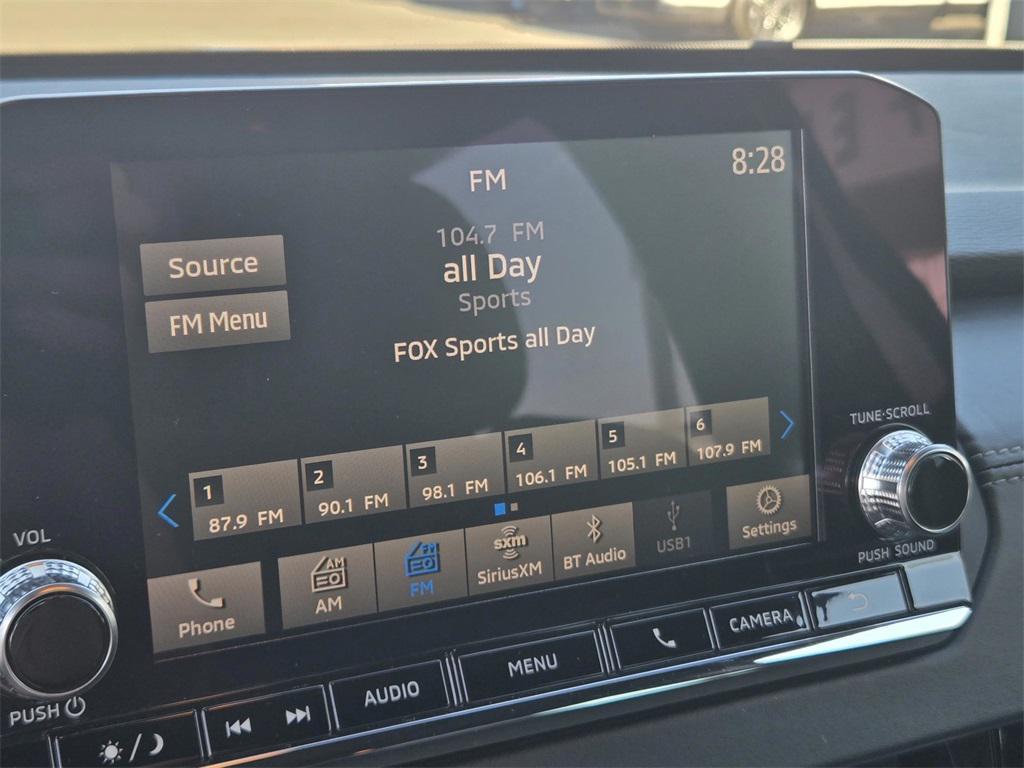 8:28
FM
104.7 FM
all Day
Sports
FOX Sports all Day
Source
FM Menu
1
87.9 FM
2
90.1 FM
3
98.1 FM
4
106.1 FM
5
105.1 FM
6
107.9 FM
Phone
AM
AM
FM
FM
sxm
SiriusXM
BT Audio
USB1
Settings
VOL
PUSH
TUNE·SCROLL
PUSH SOUND
AUDIO
MENU
CAMERA